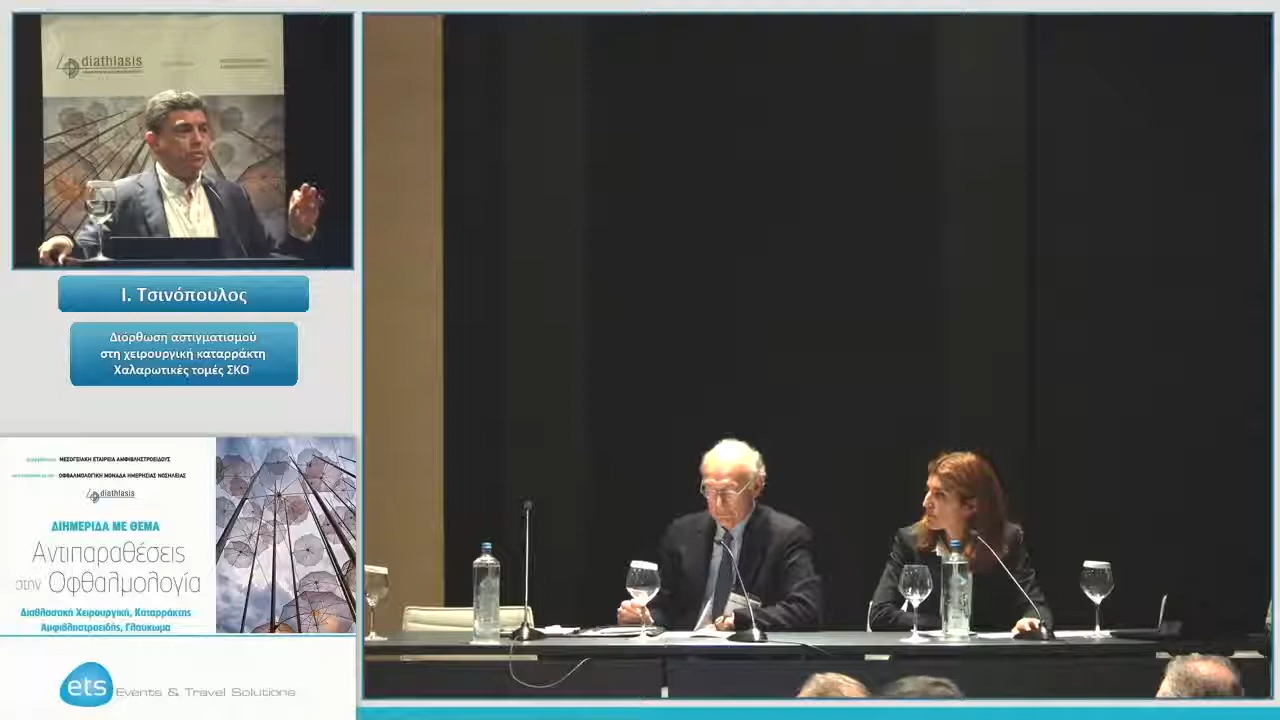 diathlasis
Ι. Τσινόπουλος
Διόρθωση αστιγματισμού
στη χειρουργική καταρράκτη
Χαλαρωτικές τομές ΣΚΟ
ΜΕΣΟΓΕΙΑΚΗ ΕΤΑΙΡΕΙΑ ΑΜΦΙΒΛΗΣΤΡΟΕΙΔΟΥΣ
ΟΦΘΑΛΜΟΛΟΓΙΚΗ ΜΟΝΑΔΑ ΗΜΕΡΗΣΙΑΣ ΝΟΣΗΛΕΙΑΣ
diathlasis
ΔΙΗΜΕΡΙΔΑ ΜΕ ΘΕΜΑ
Αντιπαραθέσεις
στην Οφθαλμολογία
Διαθλαστική Χειρουργική, Καταρράκτης
Αμφιβληστροειδής, Γλαύκωμα
ets Events & Travel Solutions